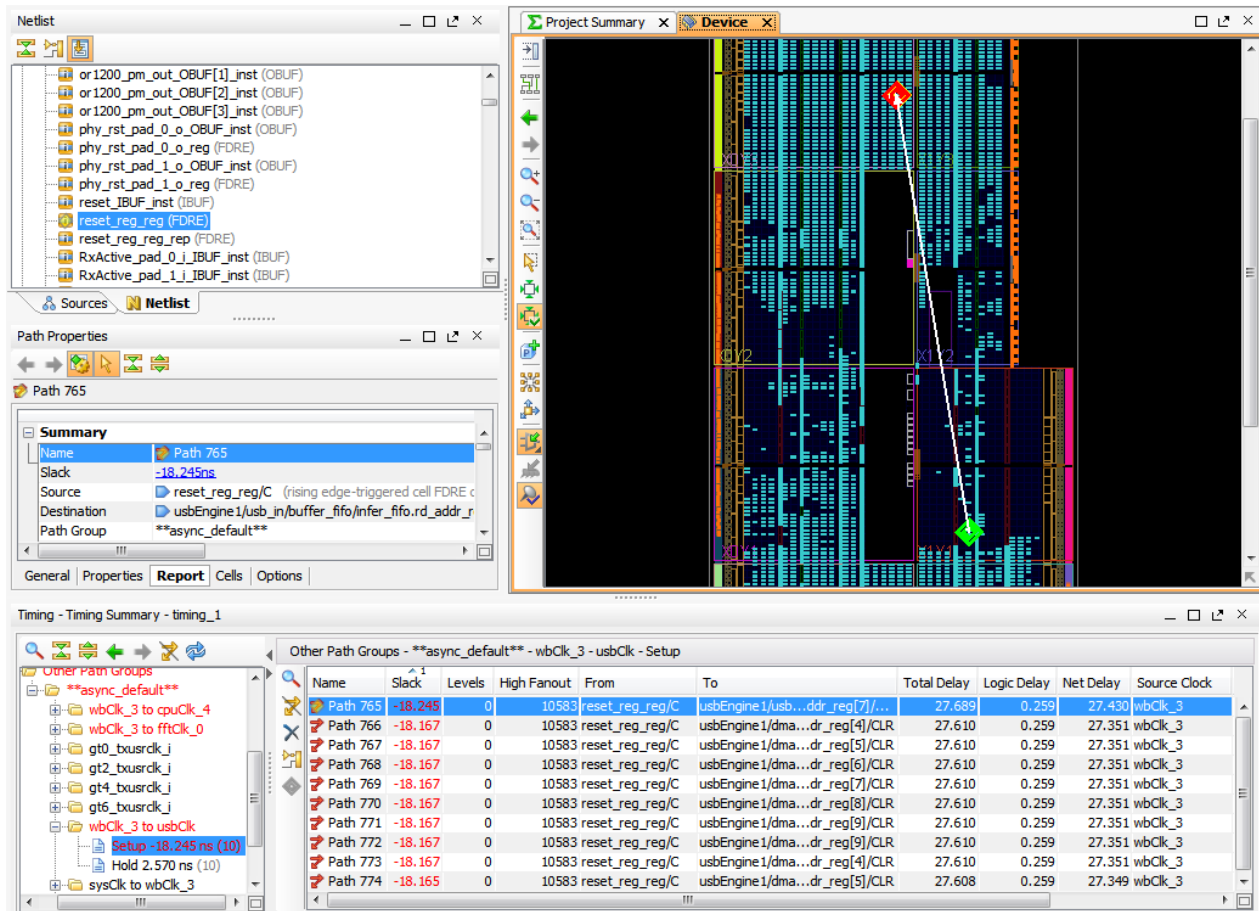 Netlist
or1200_pm_out_OBUF[1]_inst (OBUF)
or1200_pm_out_OBUF[2]_inst (OBUF)
or1200_pm_out_OBUF[3]_inst (OBUF)
phy_rst_pad_0_o_OBUF_inst (OBUF)
phy_rst_pad_0_o_reg (FDRE)
phy_rst_pad_1_o_OBUF_inst (OBUF)
phy_rst_pad_1_o_reg (FDRE)
reset_IBUF_inst (IBUF)
reset_reg_reg (FDRE)
reset_reg_reg_rep (FDRE)
RxActive_pad_0_i_IBUF_inst (IBUF)
RxActive_pad_1_i_IBUF_inst (IBUF)
Sources Netlist
Path Properties
Path 765
Summary
Name Path 765
Slack -18.245ns
Source reset_reg_reg/C (rising edge-triggered cell FDRE c
Destination usbEngine1/usb_in/buffer_fifo/infer_fifo.rd_addr_r
Path Group **async_default**
General Properties Report Cells Options
Project Summary Device
X0Y2
X1Y2
Timing - Timing Summary - timing_1
Other Path Groups
**async_default**
wbClk_3 to cpuClk_4
wbClk_3 to fftClk_0
gt0_txusrclk_i
gt2_txusrclk_i
gt4_txusrclk_i
gt6_txusrclk_i
wbClk_3 to usbClk
Setup -18.245 ns (10)
Hold 2.570 ns (10)
sysClk to wbClk_3
Other Path Groups - **async_default** - wbClk_3 - usbClk - Setup
Name Slack 1 Levels High Fanout From To Total Delay Logic Delay Net Delay Source Clock
Path 765 -18.245 0 10583 reset_reg_reg/C usbEngine1/usb...ddr_reg[7]/... 27.689 0.259 27.430 wbClk_3
Path 766 -18.167 0 10583 reset_reg_reg/C usbEngine1/dma...dr_reg[4]/CLR 27.610 0.259 27.351 wbClk_3
Path 767 -18.167 0 10583 reset_reg_reg/C usbEngine1/dma...dr_reg[5]/CLR 27.610 0.259 27.351 wbClk_3
Path 768 -18.167 0 10583 reset_reg_reg/C usbEngine1/dma...dr_reg[6]/CLR 27.610 0.259 27.351 wbClk_3
Path 769 -18.167 0 10583 reset_reg_reg/C usbEngine1/dma...dr_reg[7]/CLR 27.610 0.259 27.351 wbClk_3
Path 770 -18.167 0 10583 reset_reg_reg/C usbEngine1/dma...dr_reg[8]/CLR 27.610 0.259 27.351 wbClk_3
Path 771 -18.167 0 10583 reset_reg_reg/C usbEngine1/dma...dr_reg[9]/CLR 27.610 0.259 27.351 wbClk_3
Path 772 -18.167 0 10583 reset_reg_reg/C usbEngine1/dma...dr_reg[9]/CLR 27.610 0.259 27.351 wbClk_3
Path 773 -18.167 0 10583 reset_reg_reg/C usbEngine1/dma...dr_reg[4]/CLR 27.610 0.259 27.351 wbClk_3
Path 774 -18.165 0 10583 reset_reg_reg/C usbEngine1/dma...dr_reg[5]/CLR 27.608 0.259 27.349 wbClk_3